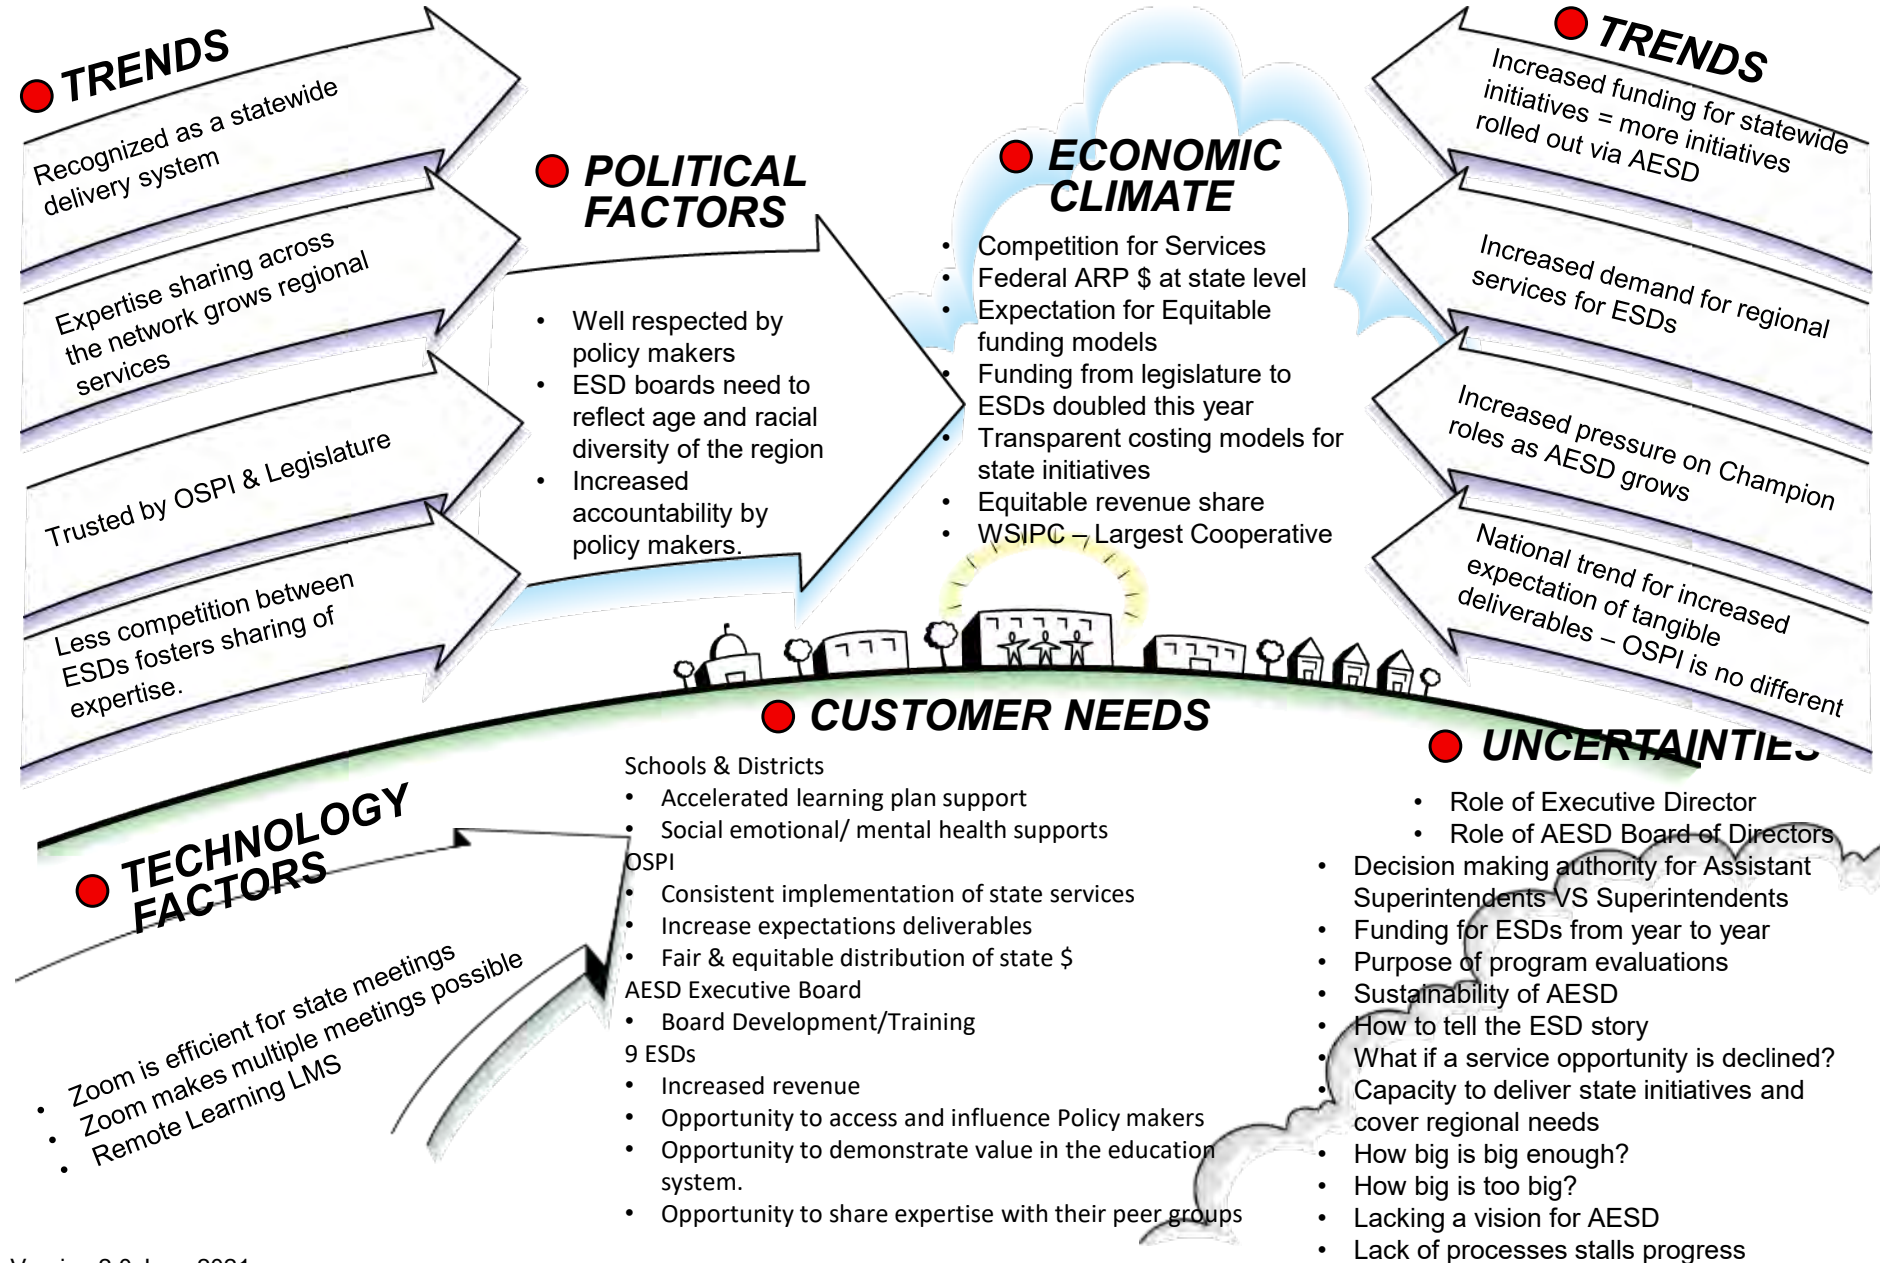 TRENDS
Recognized as a statewide
delivery system
Expertise sharing across
the network grows regional
services
Trusted by OSPI & Legislature
Less competition between
ESDs fosters sharing of
expertise.
POLITICAL
FACTORS
• Well respected by
policy makers
• ESD boards need to
reflect age and racial
diversity of the region
• Increased
accountability by
policy makers.
ECONOMIC
CLIMATE
• Competition for Services
• Federal ARP $ at state level
• Expectation for Equitable
funding models
• Funding from legislature to
ESDs doubled this year
• Transparent costing models for
state initiatives
• Equitable revenue share
• WSIPC – Largest Cooperative
TRENDS
Increased funding for statewide
initiatives = more initiatives
rolled out via AESD
Increased demand for regional
services for ESDs
Increased pressure on Champion
roles as AESD grows
National trend for increased
expectation of tangible
deliverables – OSPI is no different
TECHNOLOGY
FACTORS
• Zoom is efficient for state meetings
• Zoom makes multiple meetings possible
• Remote Learning LMS
CUSTOMER NEEDS
Schools & Districts
• Accelerated learning plan support
• Social emotional/ mental health supports
OSPI
• Consistent implementation of state services
• Increase expectations deliverables
• Fair & equitable distribution of state $
AESD Executive Board
• Board Development/Training
9 ESDs
• Increased revenue
• Opportunity to access and influence Policy makers
• Opportunity to demonstrate value in the education
system.
• Opportunity to share expertise with their peer groups
UNCERTAINTIES
• Role of Executive Director
• Role of AESD Board of Directors
• Decision making authority for Assistant
Superintendents VS Superintendents
• Funding for ESDs from year to year
• Purpose of program evaluations
• Sustainability of AESD
• How to tell the ESD story
• What if a service opportunity is declined?
• Capacity to deliver state initiatives and
cover regional needs
• How big is big enough?
• How big is too big?
• Lacking a vision for AESD
• Lack of processes stalls progress